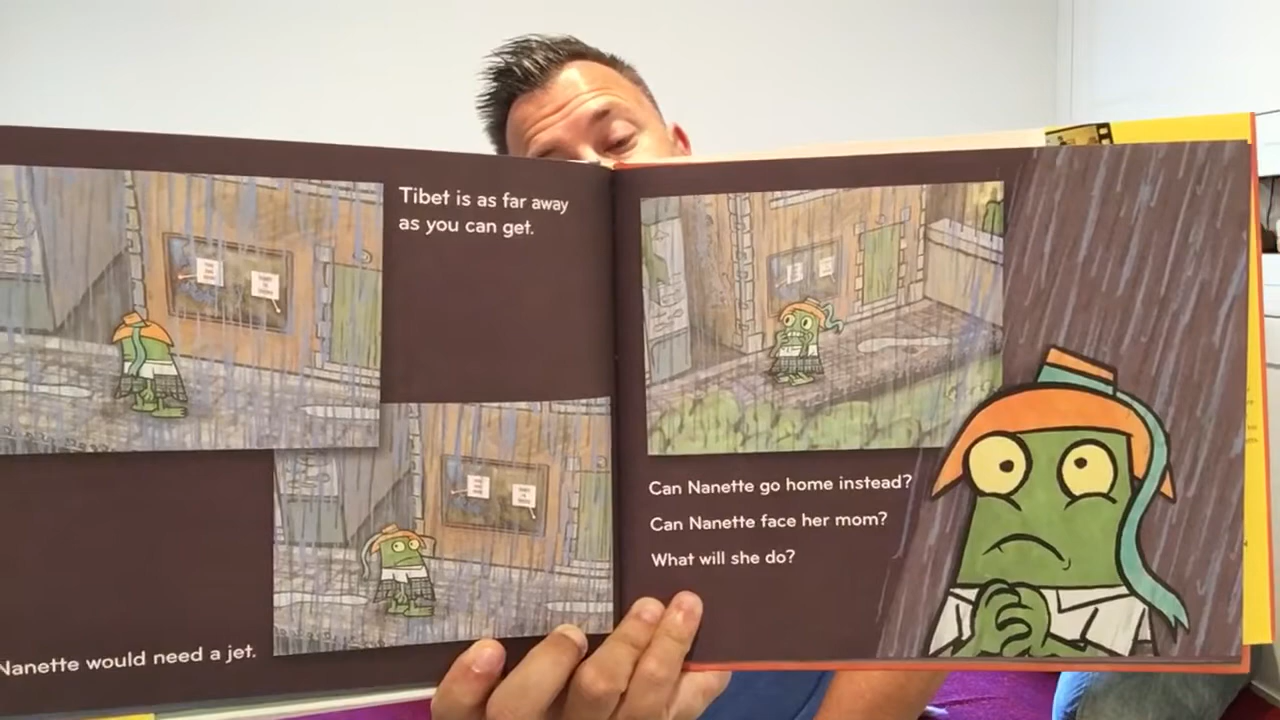 Tibet is as far away
as you can get.
Nanette would need a jet.
Can Nanette go home instead?
Can Nanette face her mom?
What will she do?